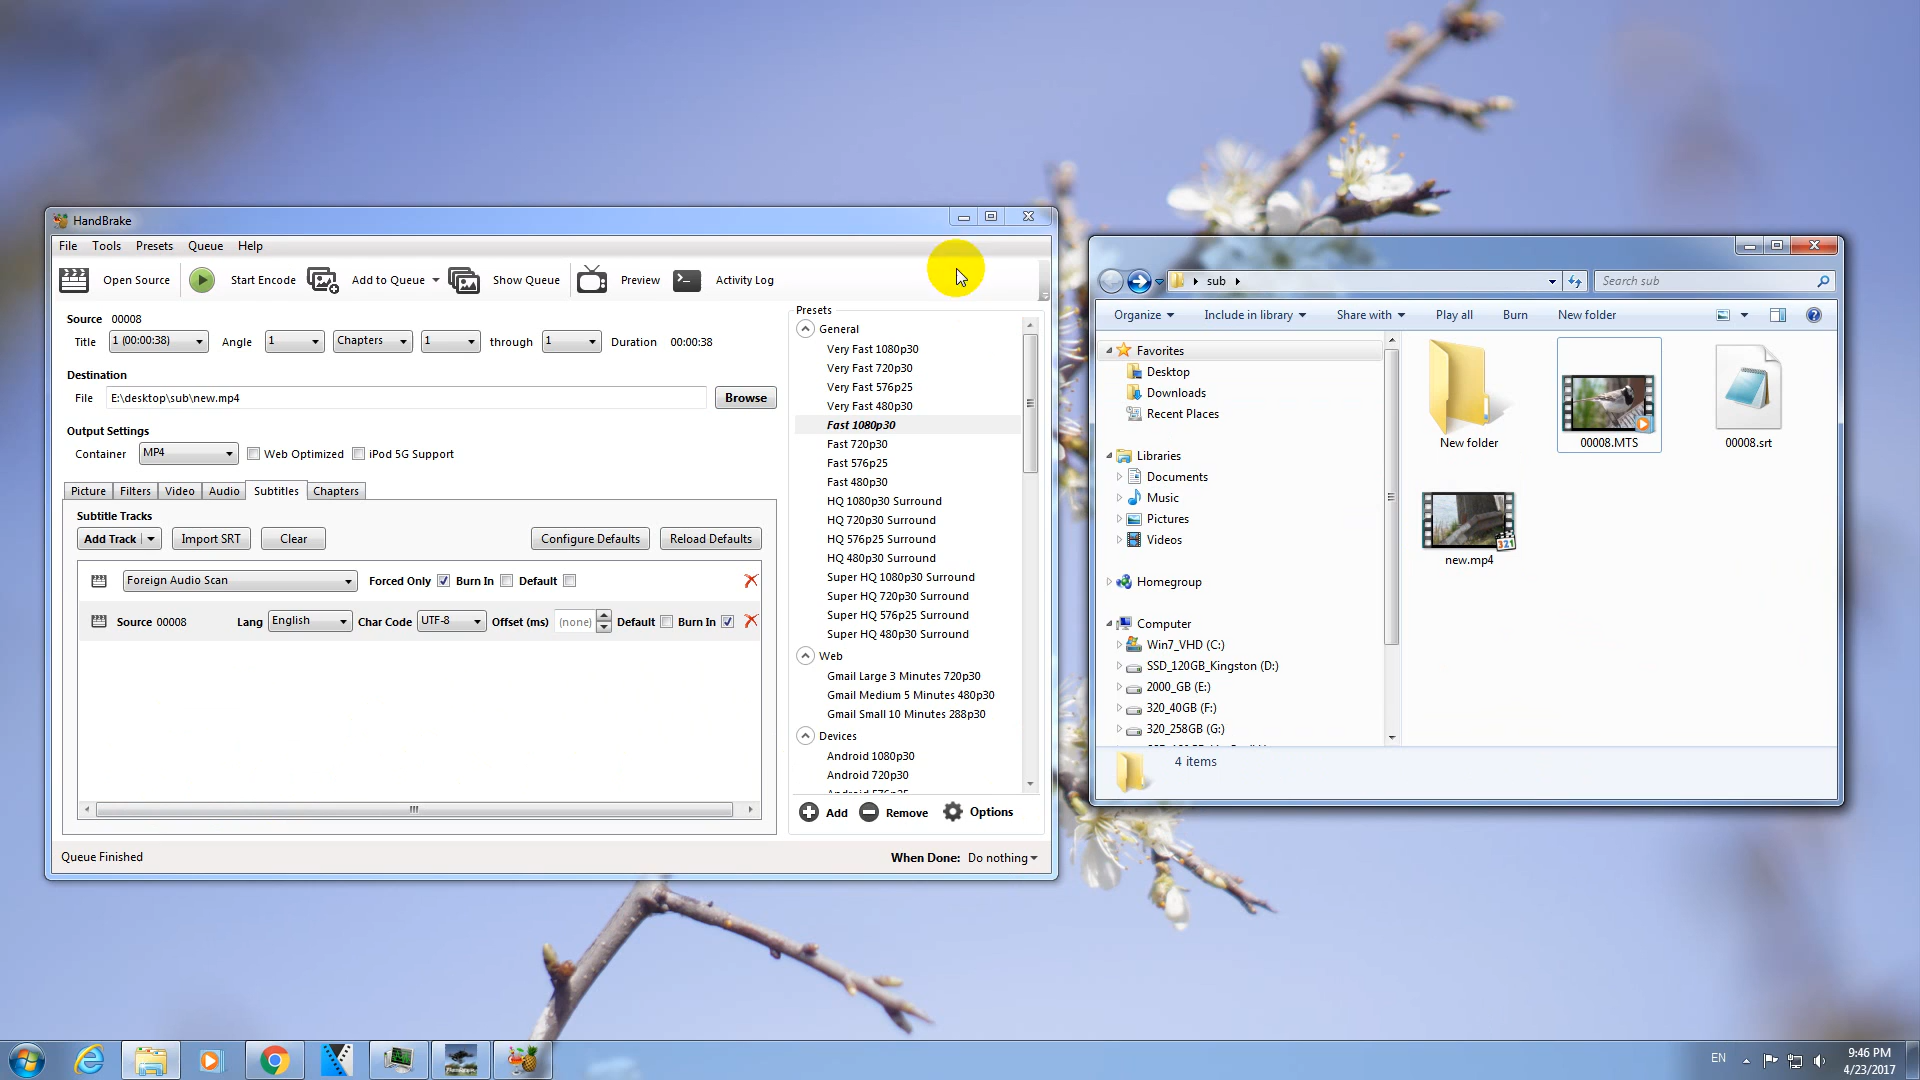 HandBrake
File Tools Presets Queue Help
Open Source Start Encode Add to Queue Show Queue Preview Activity Log
Source 00008
Title 1 (00:00:38) Angle 1 Chapters 1 through 1 Duration 00:00:38
Destination
File E:\desktop\sub\new.mp4 Browse
Output Settings
Container MP4 Web Optimized iPod 5G Support
Picture Filters Video Audio Subtitles Chapters
Subtitle Tracks
Add Track Import SRT Clear Configure Defaults Reload Defaults
Foreign Audio Scan Forced Only Burn In Default
Source 00008 Lang English Char Code UTF-8 Offset (ms) (none) Default Burn In
Presets
General
Very Fast 1080p30
Very Fast 720p30
Very Fast 576p25
Very Fast 480p30
Fast 1080p30
Fast 720p30
Fast 576p25
Fast 480p30
HQ 1080p30 Surround
HQ 720p30 Surround
HQ 576p25 Surround
HQ 480p30 Surround
Super HQ 1080p30 Surround
Super HQ 720p30 Surround
Super HQ 576p25 Surround
Super HQ 480p30 Surround
Web
Gmail Large 3 Minutes 720p30
Gmail Medium 5 Minutes 480p30
Gmail Small 10 Minutes 288p30
Devices
Android 1080p30
Android 720p30
Android 576p25
Add Remove Options
Queue Finished When Done: Do nothing
sub Search sub
Organize Include in library Share with Play all Burn New folder
Favorites
Desktop
Downloads
Recent Places
Libraries
Documents
Music
Pictures
Videos
Homegroup
Computer
Win7_VHD (C:)
SSD_120GB_Kingston (D:)
2000_GB (E:)
320_40GB (F:)
320_258GB (G:)
New folder 00008.MTS 00008.srt
321
new.mp4
4 items
EN 9:46 PM
4/23/2017